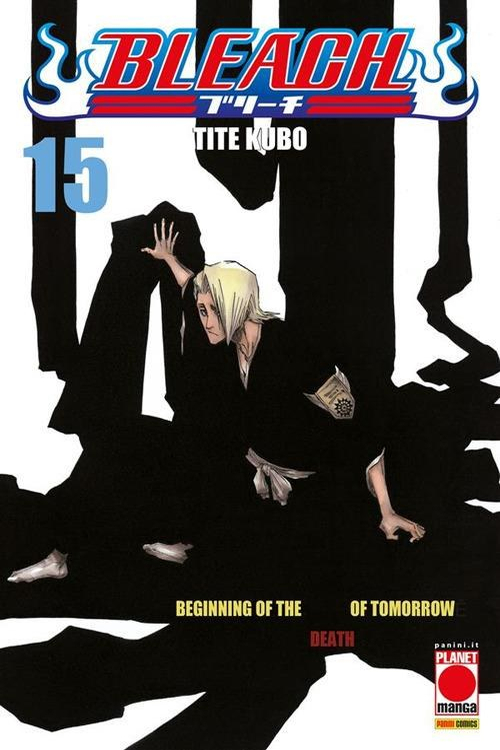 BLEACH
ブリーチ
TITE KUBO
15
BEGINNING OF THE OF TOMORROW
DEATH
panini.it
PLANET
manga
PANINI COMICS